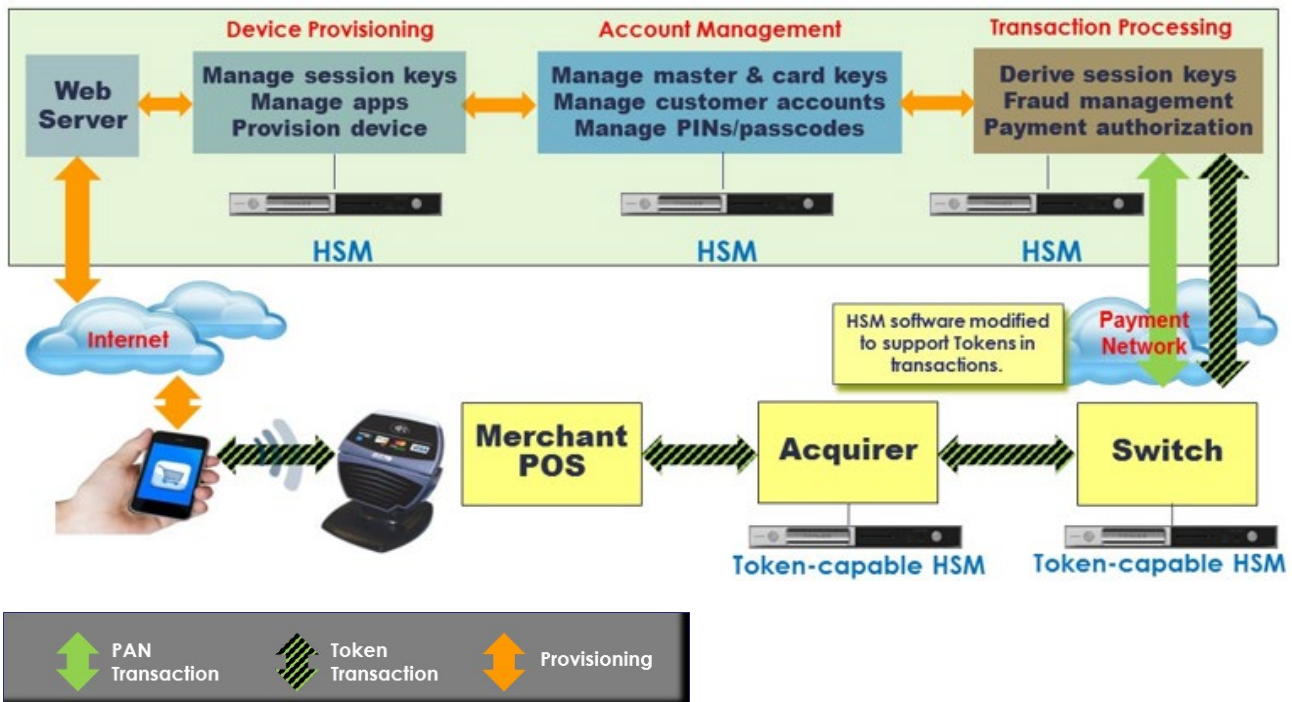 Device Provisioning
Account Management
Transaction Processing
Web
Server
Manage session keys
Manage apps
Provision device
Manage master & card keys
Manage customer accounts
Manage PINs/passcodes
Derive session keys
Fraud management
Payment authorization
HSM
HSM
HSM
Internet
HSM software modified
to support Tokens in
transactions.
Payment
Network
Merchant
POS
Acquirer
Switch
Token-capable HSM
Token-capable HSM
PAN
Transaction
Token
Transaction
Provisioning